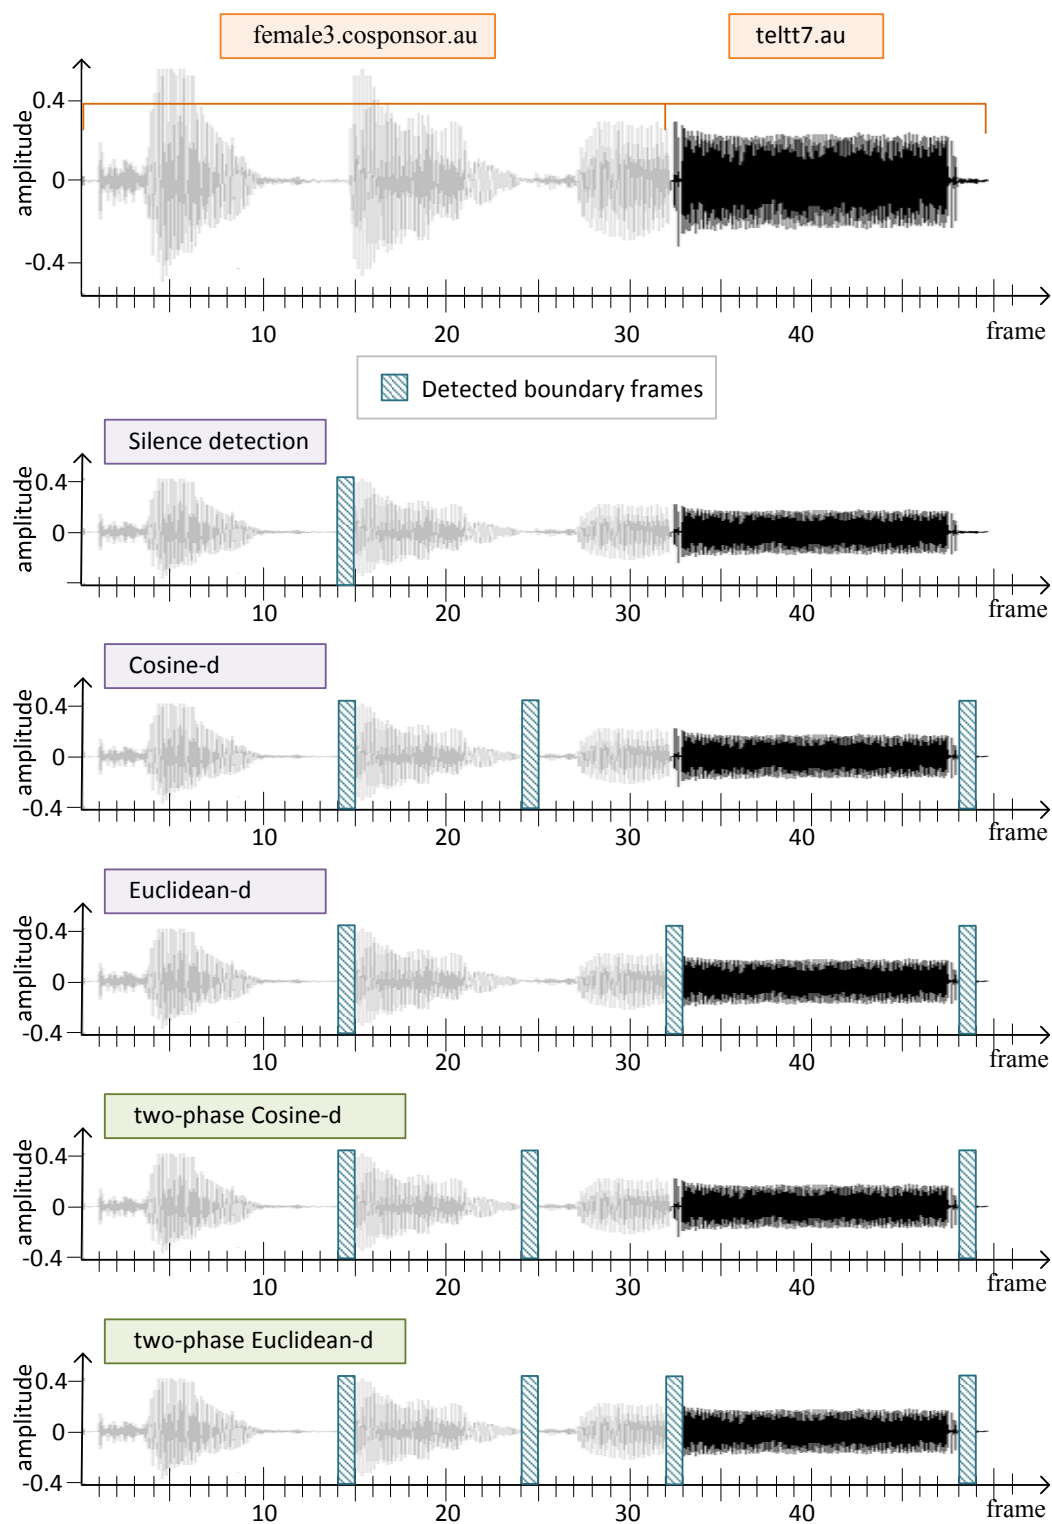 female3.cosponsor.au
teltt7.au
amplitude
0.4
0
-0.4
10 20 30 40 frame
Detected boundary frames
Silence detection
amplitude
0.4
0
10 20 30 40 frame
Cosine-d
amplitude
0.4
0
-0.4
10 20 30 40 frame
Euclidean-d
amplitude
0.4
0
-0.4
10 20 30 40 frame
two-phase Cosine-d
amplitude
0.4
0
-0.4
10 20 30 40 frame
two-phase Euclidean-d
amplitude
0.4
0
-0.4
10 20 30 40 frame